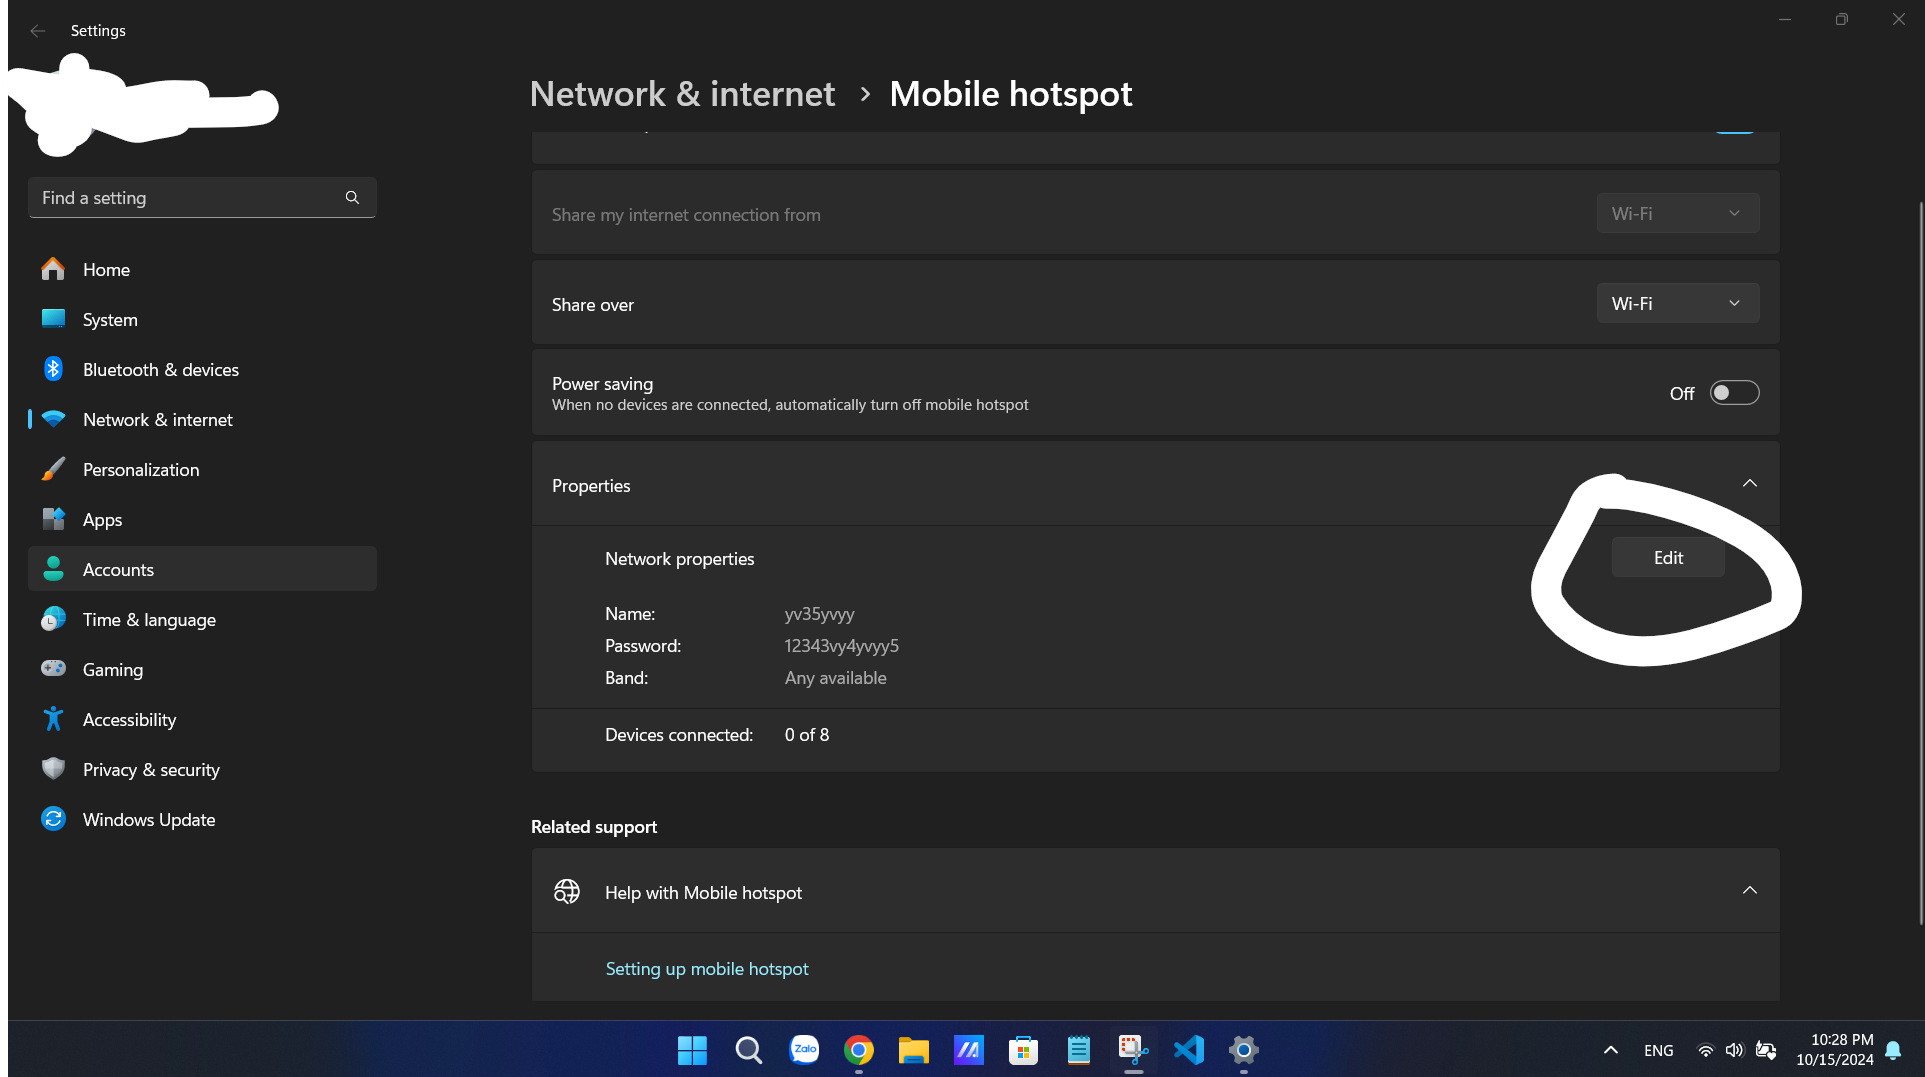 Settings
Network & internet > Mobile hotspot
Find a setting
Share my internet connection from
Wi-Fi
Home
Share over
Wi-Fi
System
Bluetooth & devices
Power saving
When no devices are connected, automatically turn off mobile hotspot
Off
Network & internet
Personalization
Properties
Apps
Accounts
Network properties
Edit
Time & language
Name: yv35yvyy
Password: 12343vy4yvyy5
Band: Any available
Gaming
Accessibility
Devices connected: 0 of 8
Privacy & security
Windows Update
Related support
Help with Mobile hotspot
Setting up mobile hotspot
Zalo
ENG
10:28 PM
10/15/2024